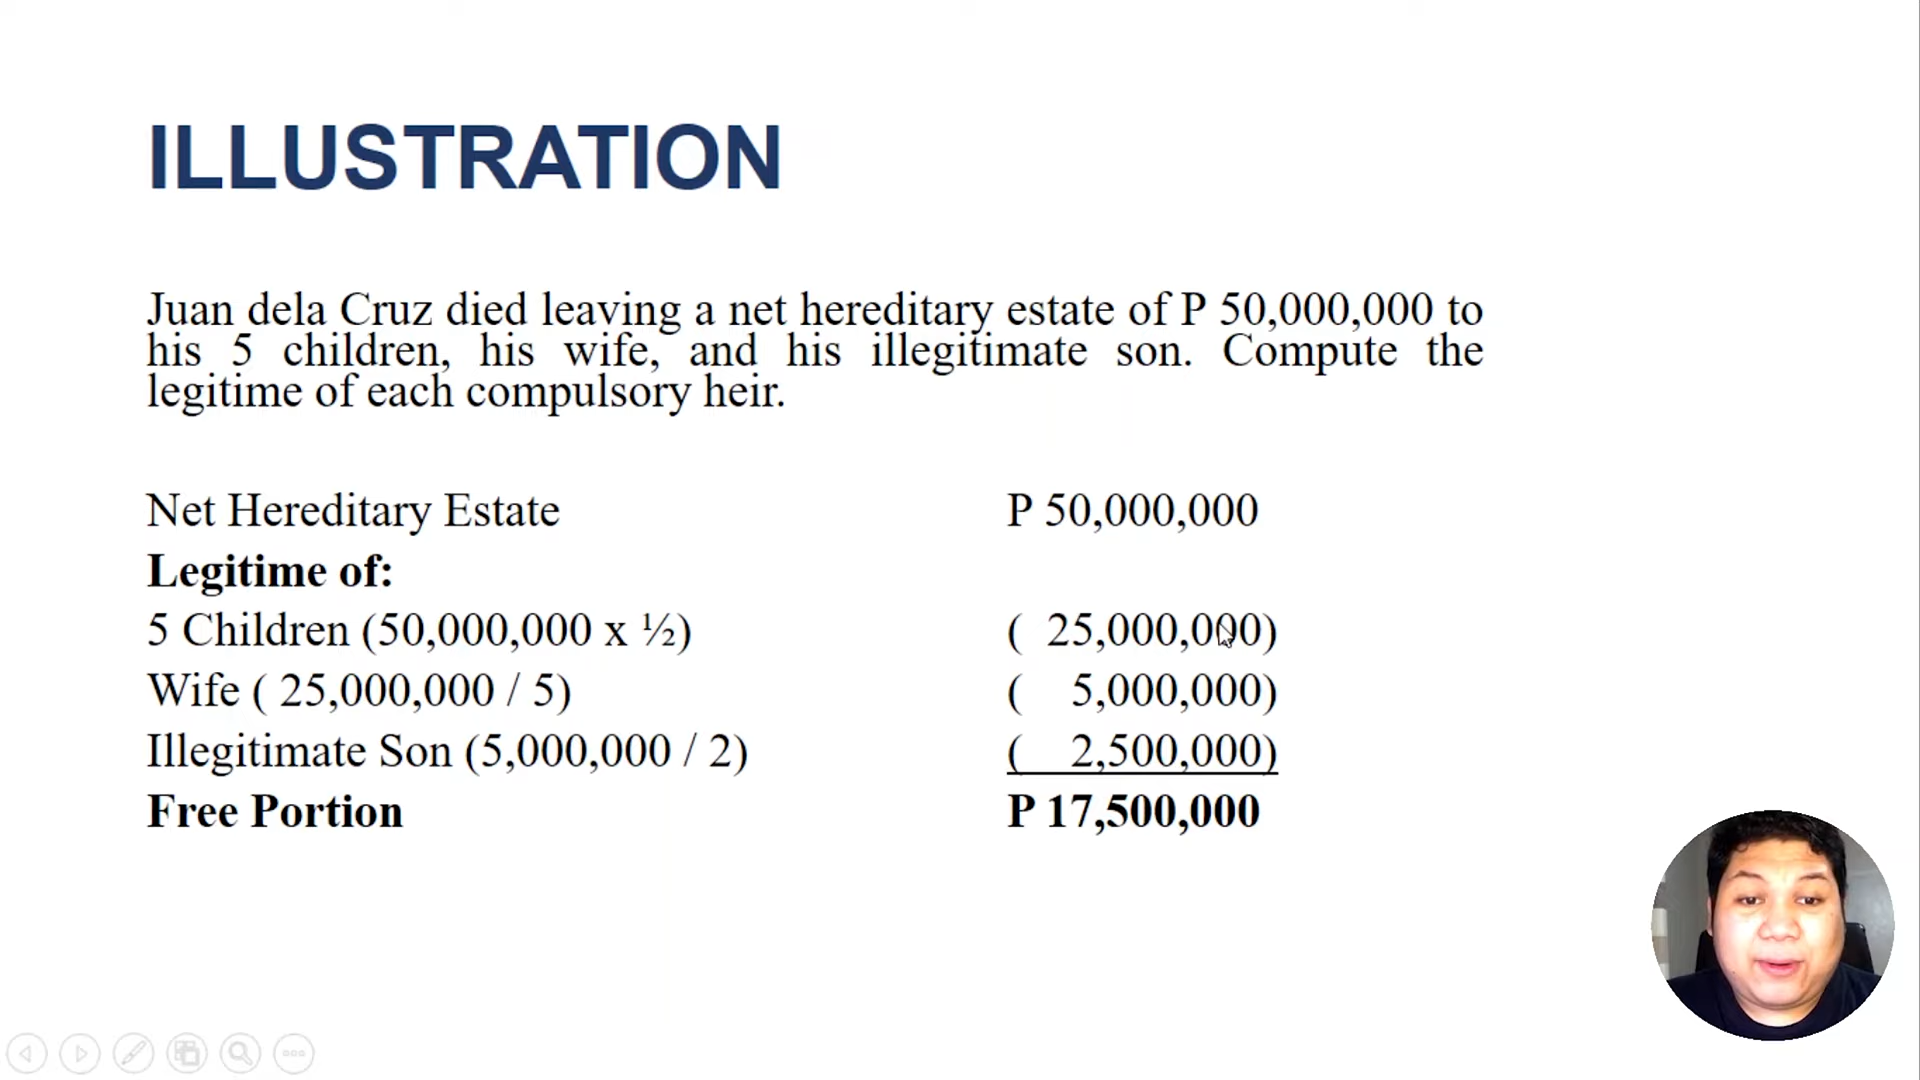 ILLUSTRATION
Juan dela Cruz died leaving a net hereditary estate of P 50,000,000 to
his 5 children, his wife, and his illegitimate son. Compute the
legitime of each compulsory heir.
Net Hereditary Estate P 50,000,000
Legitime of:
5 Children (50,000,000 x ½) ( 25,000,000)
Wife ( 25,000,000 / 5) ( 5,000,000)
Illegitimate Son (5,000,000 / 2) ( 2,500,000)
Free Portion P 17,500,000